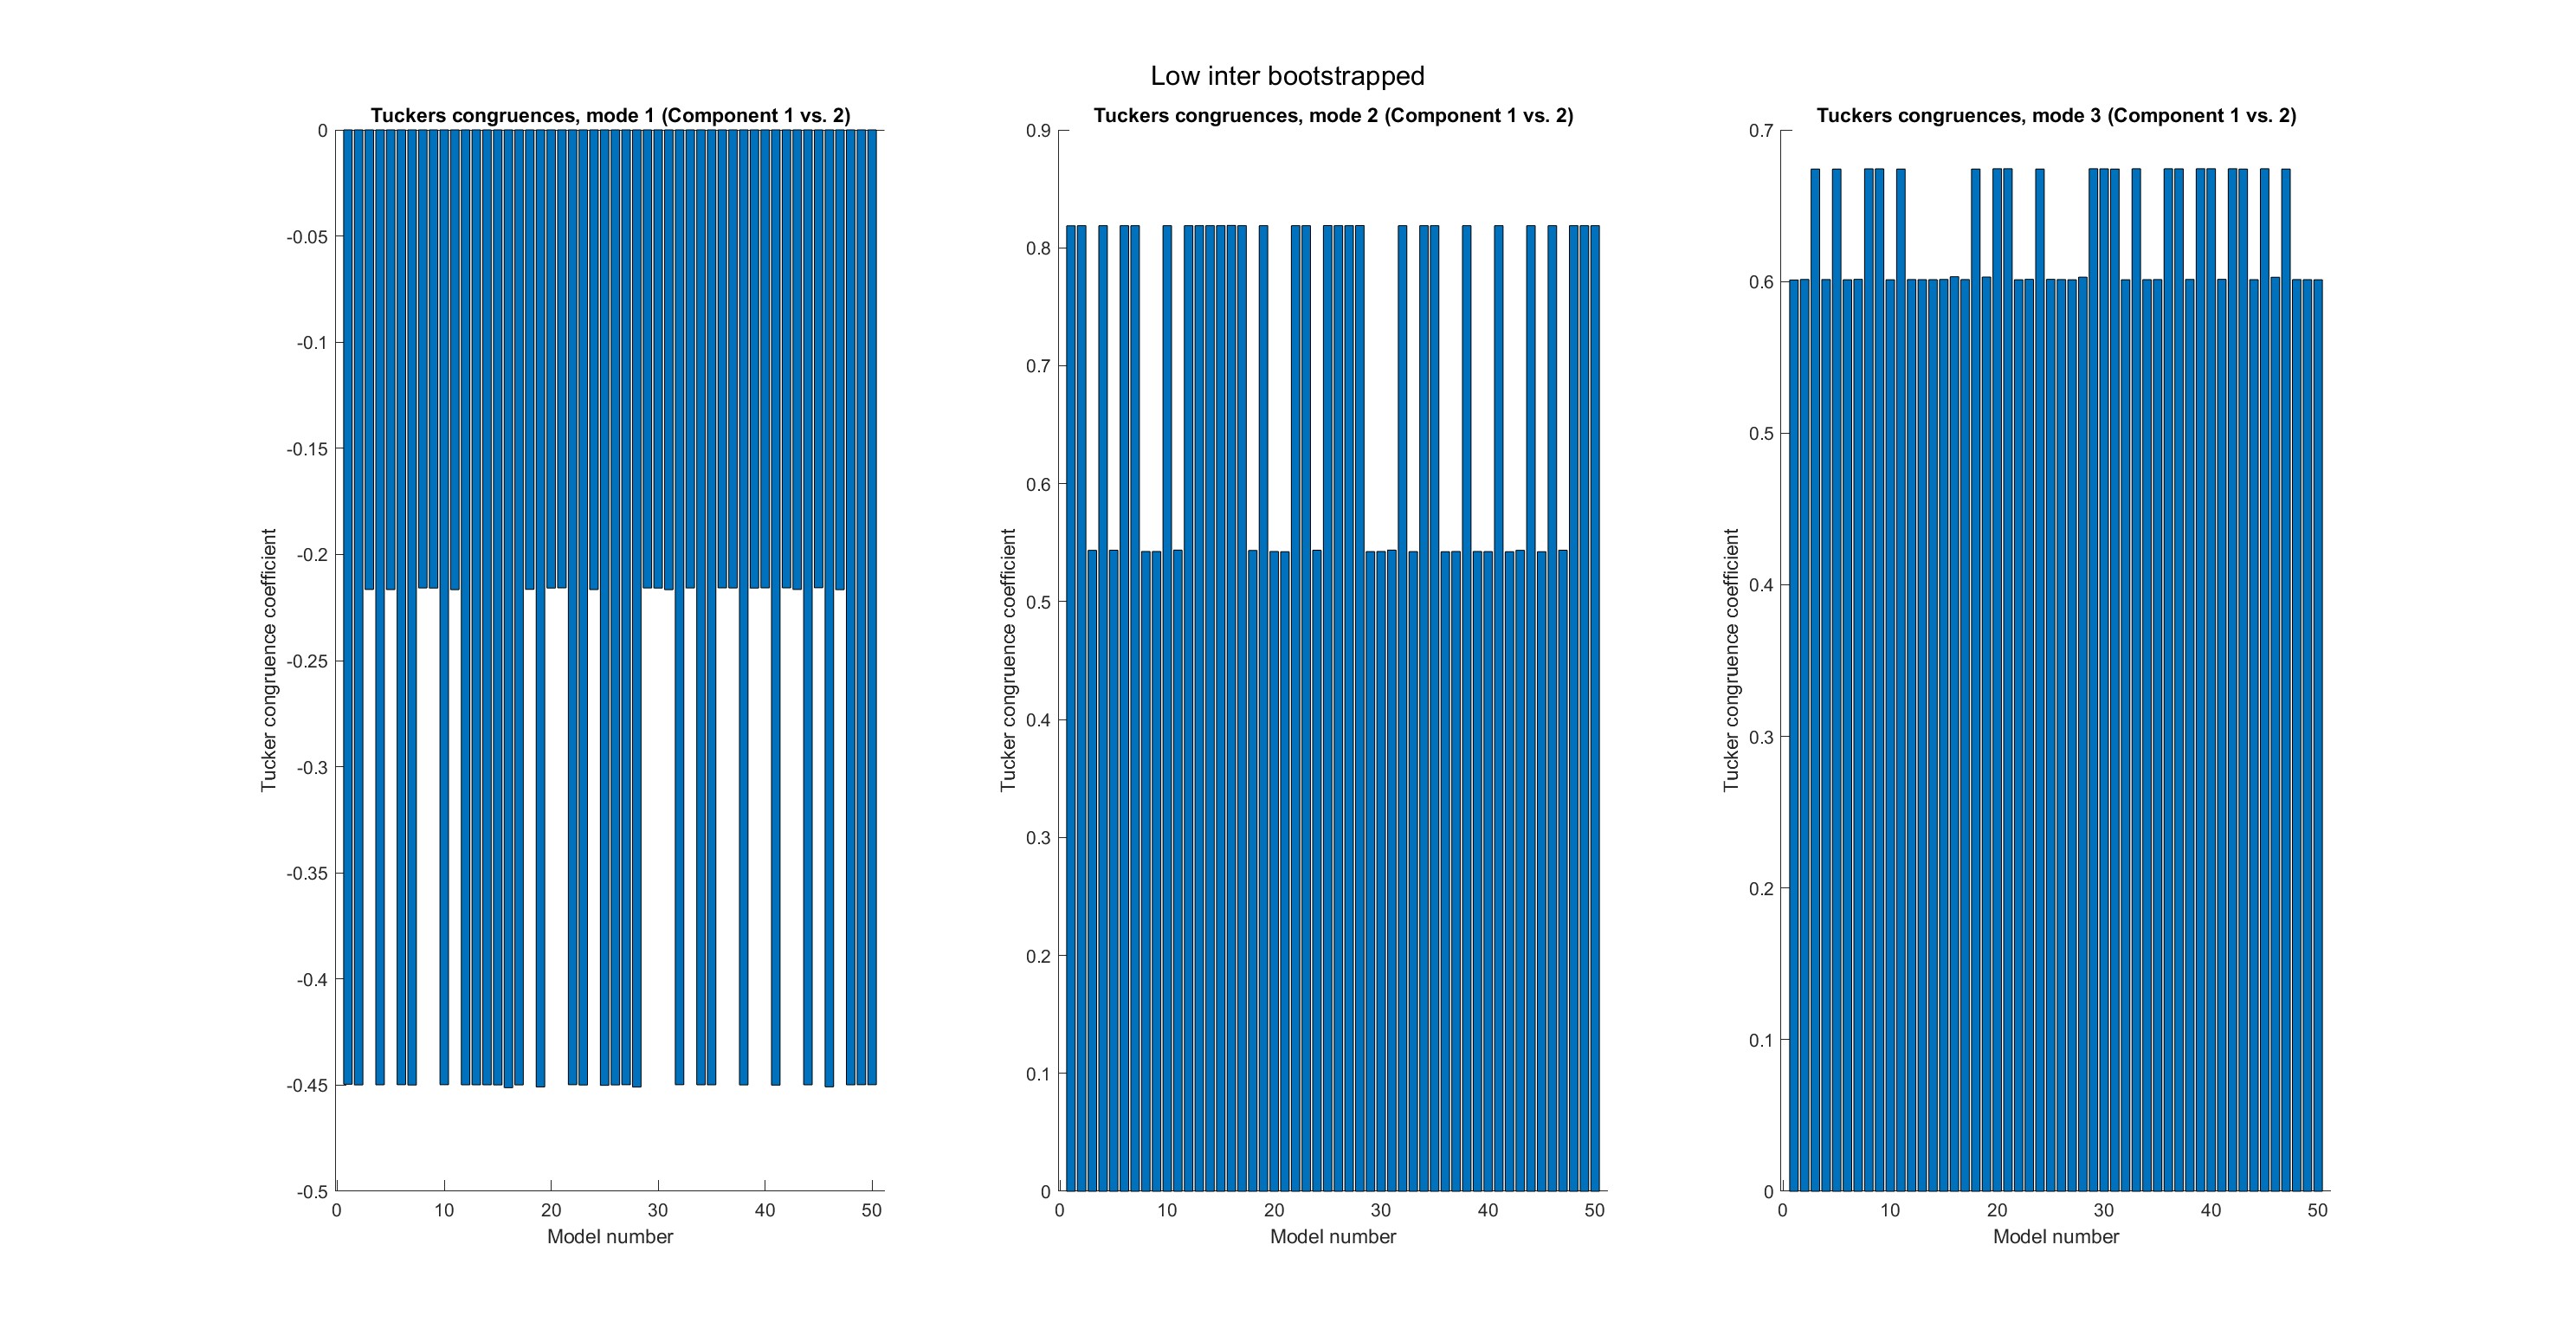 Low inter bootstrapped
Tuckers congruences, mode 1 (Component 1 vs. 2)
0
-0.05
-0.1
-0.15
-0.2
-0.25
-0.3
-0.35
-0.4
-0.45
-0.5
Tucker congruence coefficient
0 10 20 30 40 50
Model number
Tuckers congruences, mode 2 (Component 1 vs. 2)
0.9
0.8
0.7
0.6
0.5
0.4
0.3
0.2
0.1
0
Tucker congruence coefficient
0 10 20 30 40 50
Model number
Tuckers congruences, mode 3 (Component 1 vs. 2)
0.7
0.6
0.5
0.4
0.3
0.2
0.1
0
Tucker congruence coefficient
0 10 20 30 40 50
Model number